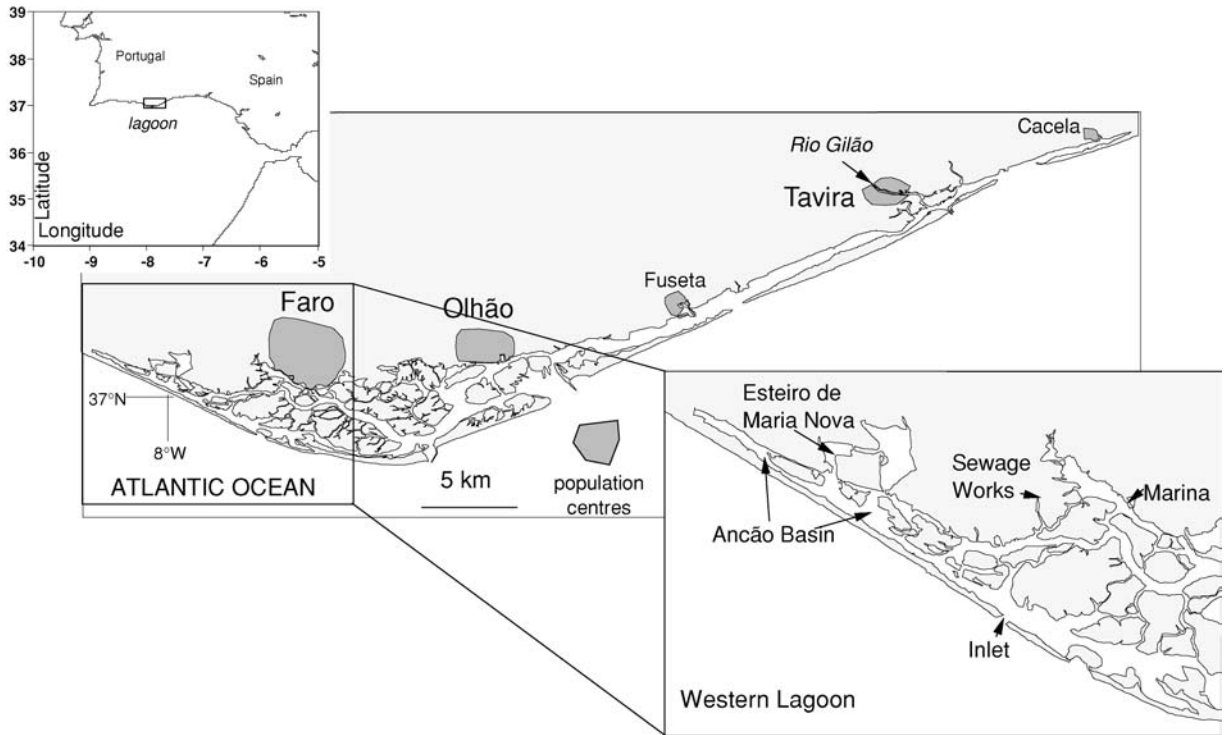 39
38
37
36
35
34
Latitude
Longitude
-10
-9
-8
-7
-6
-5
Portugal
Spain
lagoon
Cacela
Rio Gilão
Tavira
Fuseta
Faro
Olhão
37°N
8°W
ATLANTIC OCEAN
5 km
population
centres
Esteiro de
Maria Nova
Sewage
Works
Marina
Ancão Basin
Inlet
Western Lagoon